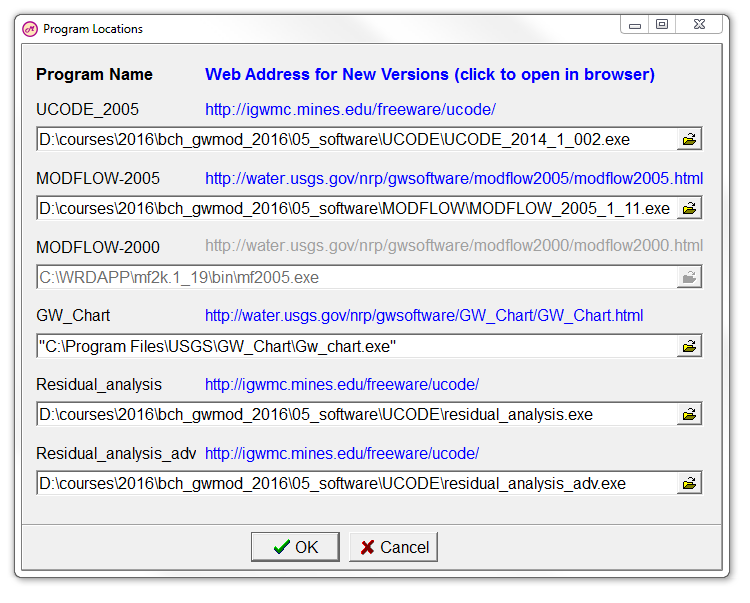 Program Locations
Program Name Web Address for New Versions (click to open in browser)
UCODE_2005 http://igwmc.mines.edu/freeware/ucode/
D:\courses\2016\bch_gwmod_2016\05_software\UCODE\UCODE_2014_1_002.exe
MODFLOW-2005 http://water.usgs.gov/nrp/gwsoftware/modflow2005/modflow2005.html
D:\courses\2016\bch_gwmod_2016\05_software\MODFLOW\MODFLOW_2005_1_11.exe
MODFLOW-2000 http://water.usgs.gov/nrp/gwsoftware/modflow2000/modflow2000.html
C:\WRDAPP\mf2k.1_19\bin\mf2005.exe
GW_Chart http://water.usgs.gov/nrp/gwsoftware/GW_Chart/GW_Chart.html
"C:\Program Files\USGS\GW_Chart\Gw_chart.exe"
Residual_analysis http://igwmc.mines.edu/freeware/ucode/
D:\courses\2016\bch_gwmod_2016\05_software\UCODE\residual_analysis.exe
Residual_analysis_adv http://igwmc.mines.edu/freeware/ucode/
D:\courses\2016\bch_gwmod_2016\05_software\UCODE\residual_analysis_adv.exe
OK Cancel